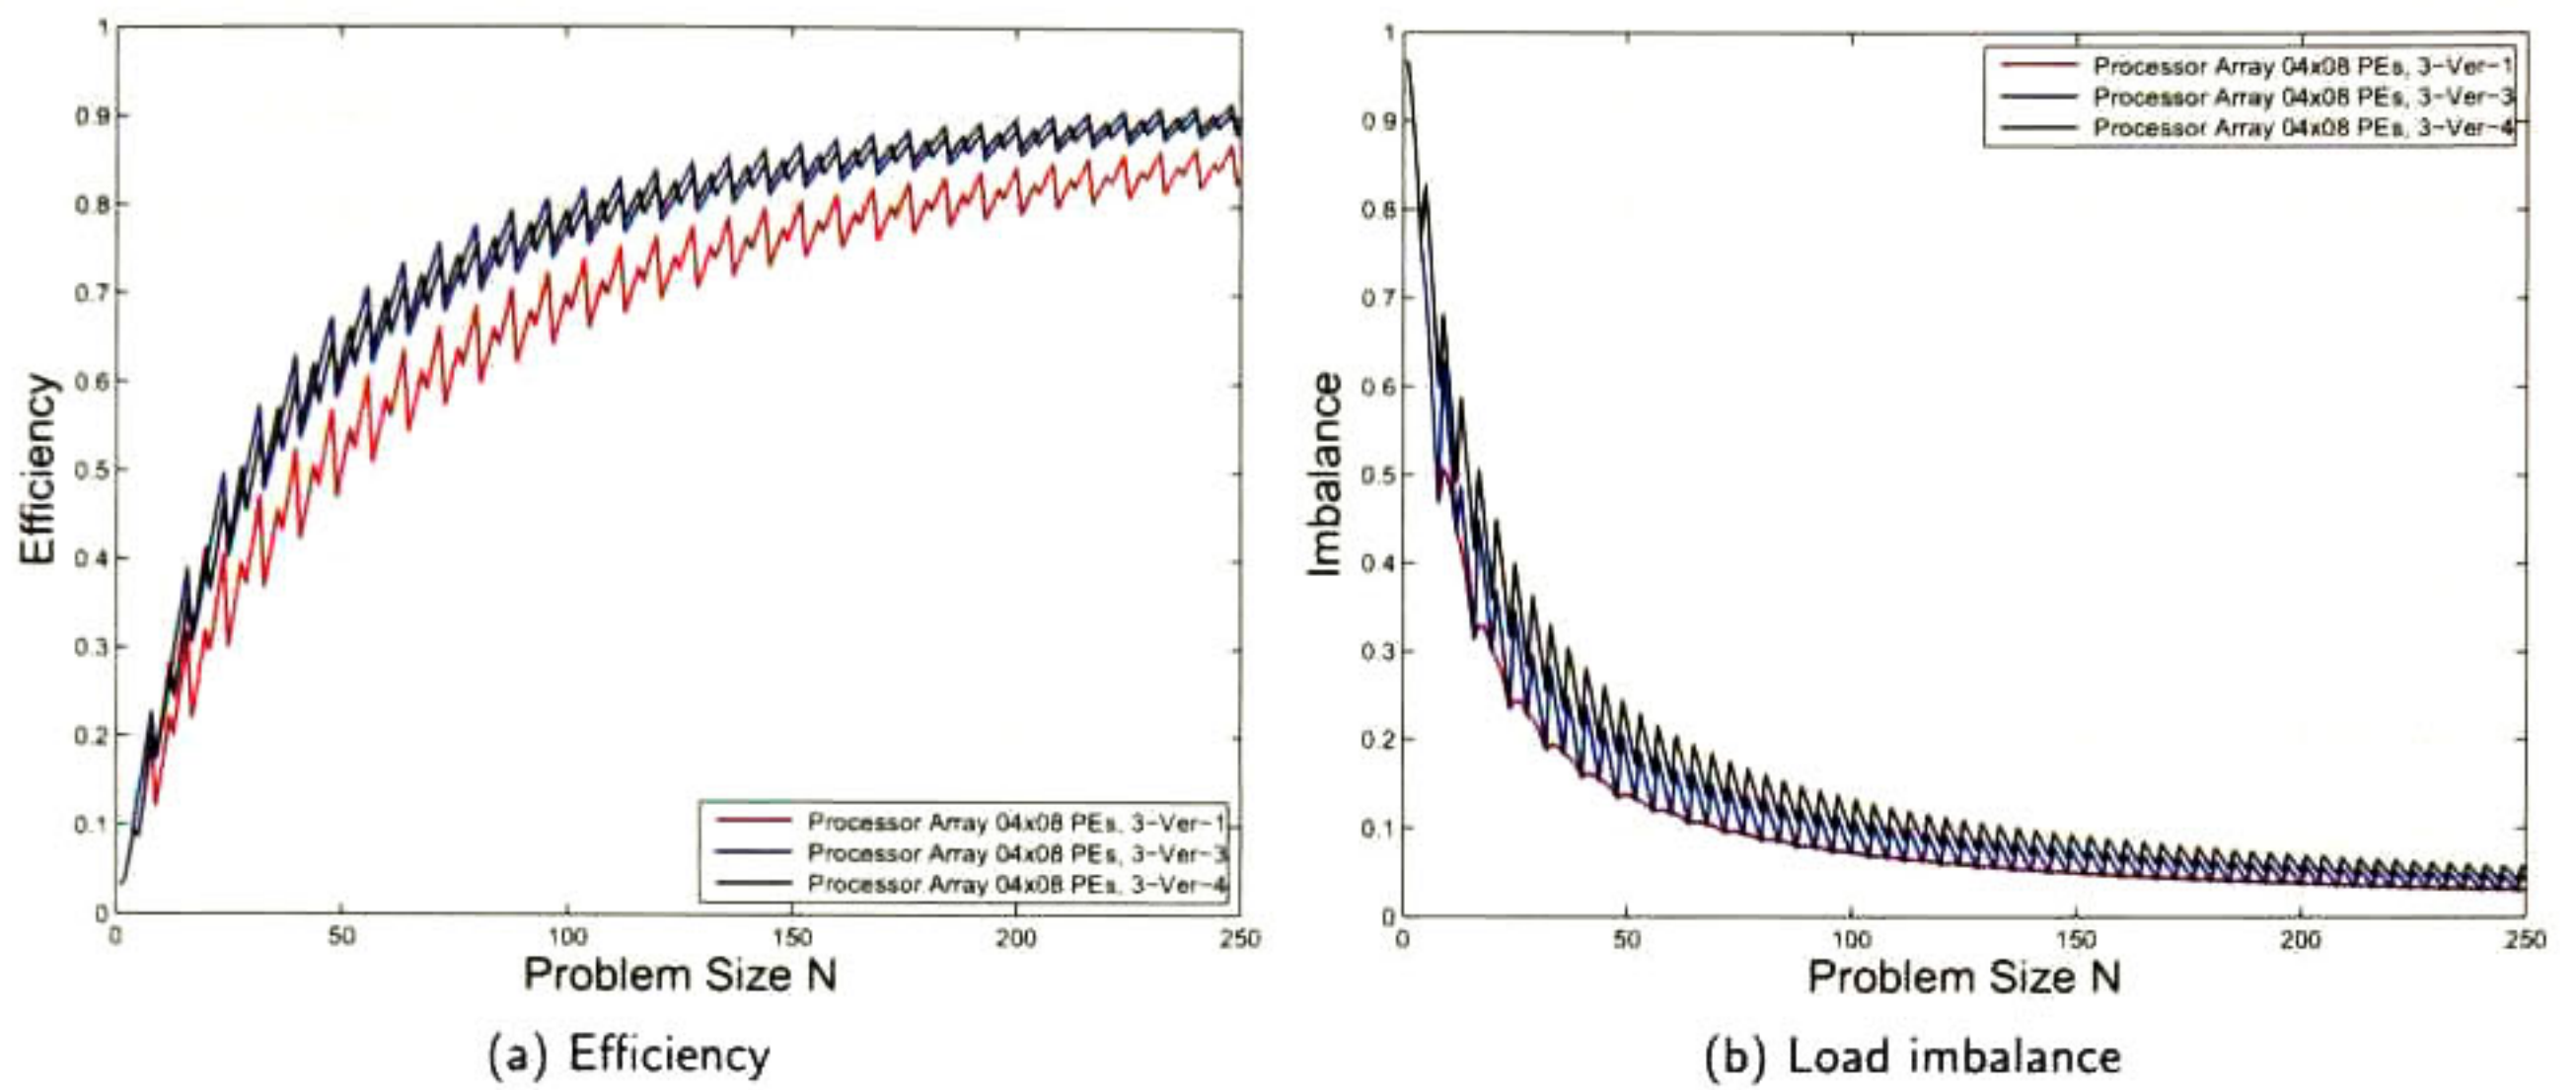 1
0.9
0.8
0.7
0.6
0.5
0.4
0.3
0.2
0.1
0
0 50 100 150 200 250
Efficiency
Problem Size N
Processor Array 04x08 PEs, 3-Ver-1
Processor Array 04x08 PEs, 3-Ver-3
Processor Array 04x08 PEs, 3-Ver-4
(a) Efficiency
1
0.9
0.8
0.7
0.6
0.5
0.4
0.3
0.2
0.1
0
0 50 100 150 200 250
Imbalance
Problem Size N
Processor Array 04x08 PEs, 3-Ver-1
Processor Array 04x08 PEs, 3-Ver-3
Processor Array 04x08 PEs, 3-Ver-4
(b) Load imbalance